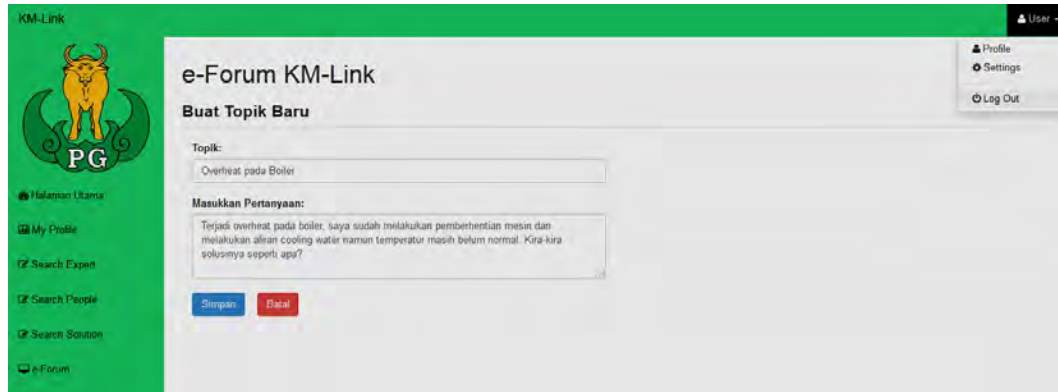 KM-Link
User
Profile
Settings
Log Out
PG
Halaman Utama
My Profile
Search Expert
Search People
Search Solution
e-Forum
e-Forum KM-Link
Buat Topik Baru
Topik:
Overheat pada Boiler
Masukkan Pertanyaan:
Terjadi overheat pada boiler, saya sudah melakukan pemberhentian mesin dan
melakukan aliran cooling water namun temperatur masih belum normal. Kira-kira
solusinya seperti apa?
Simpan
Batal